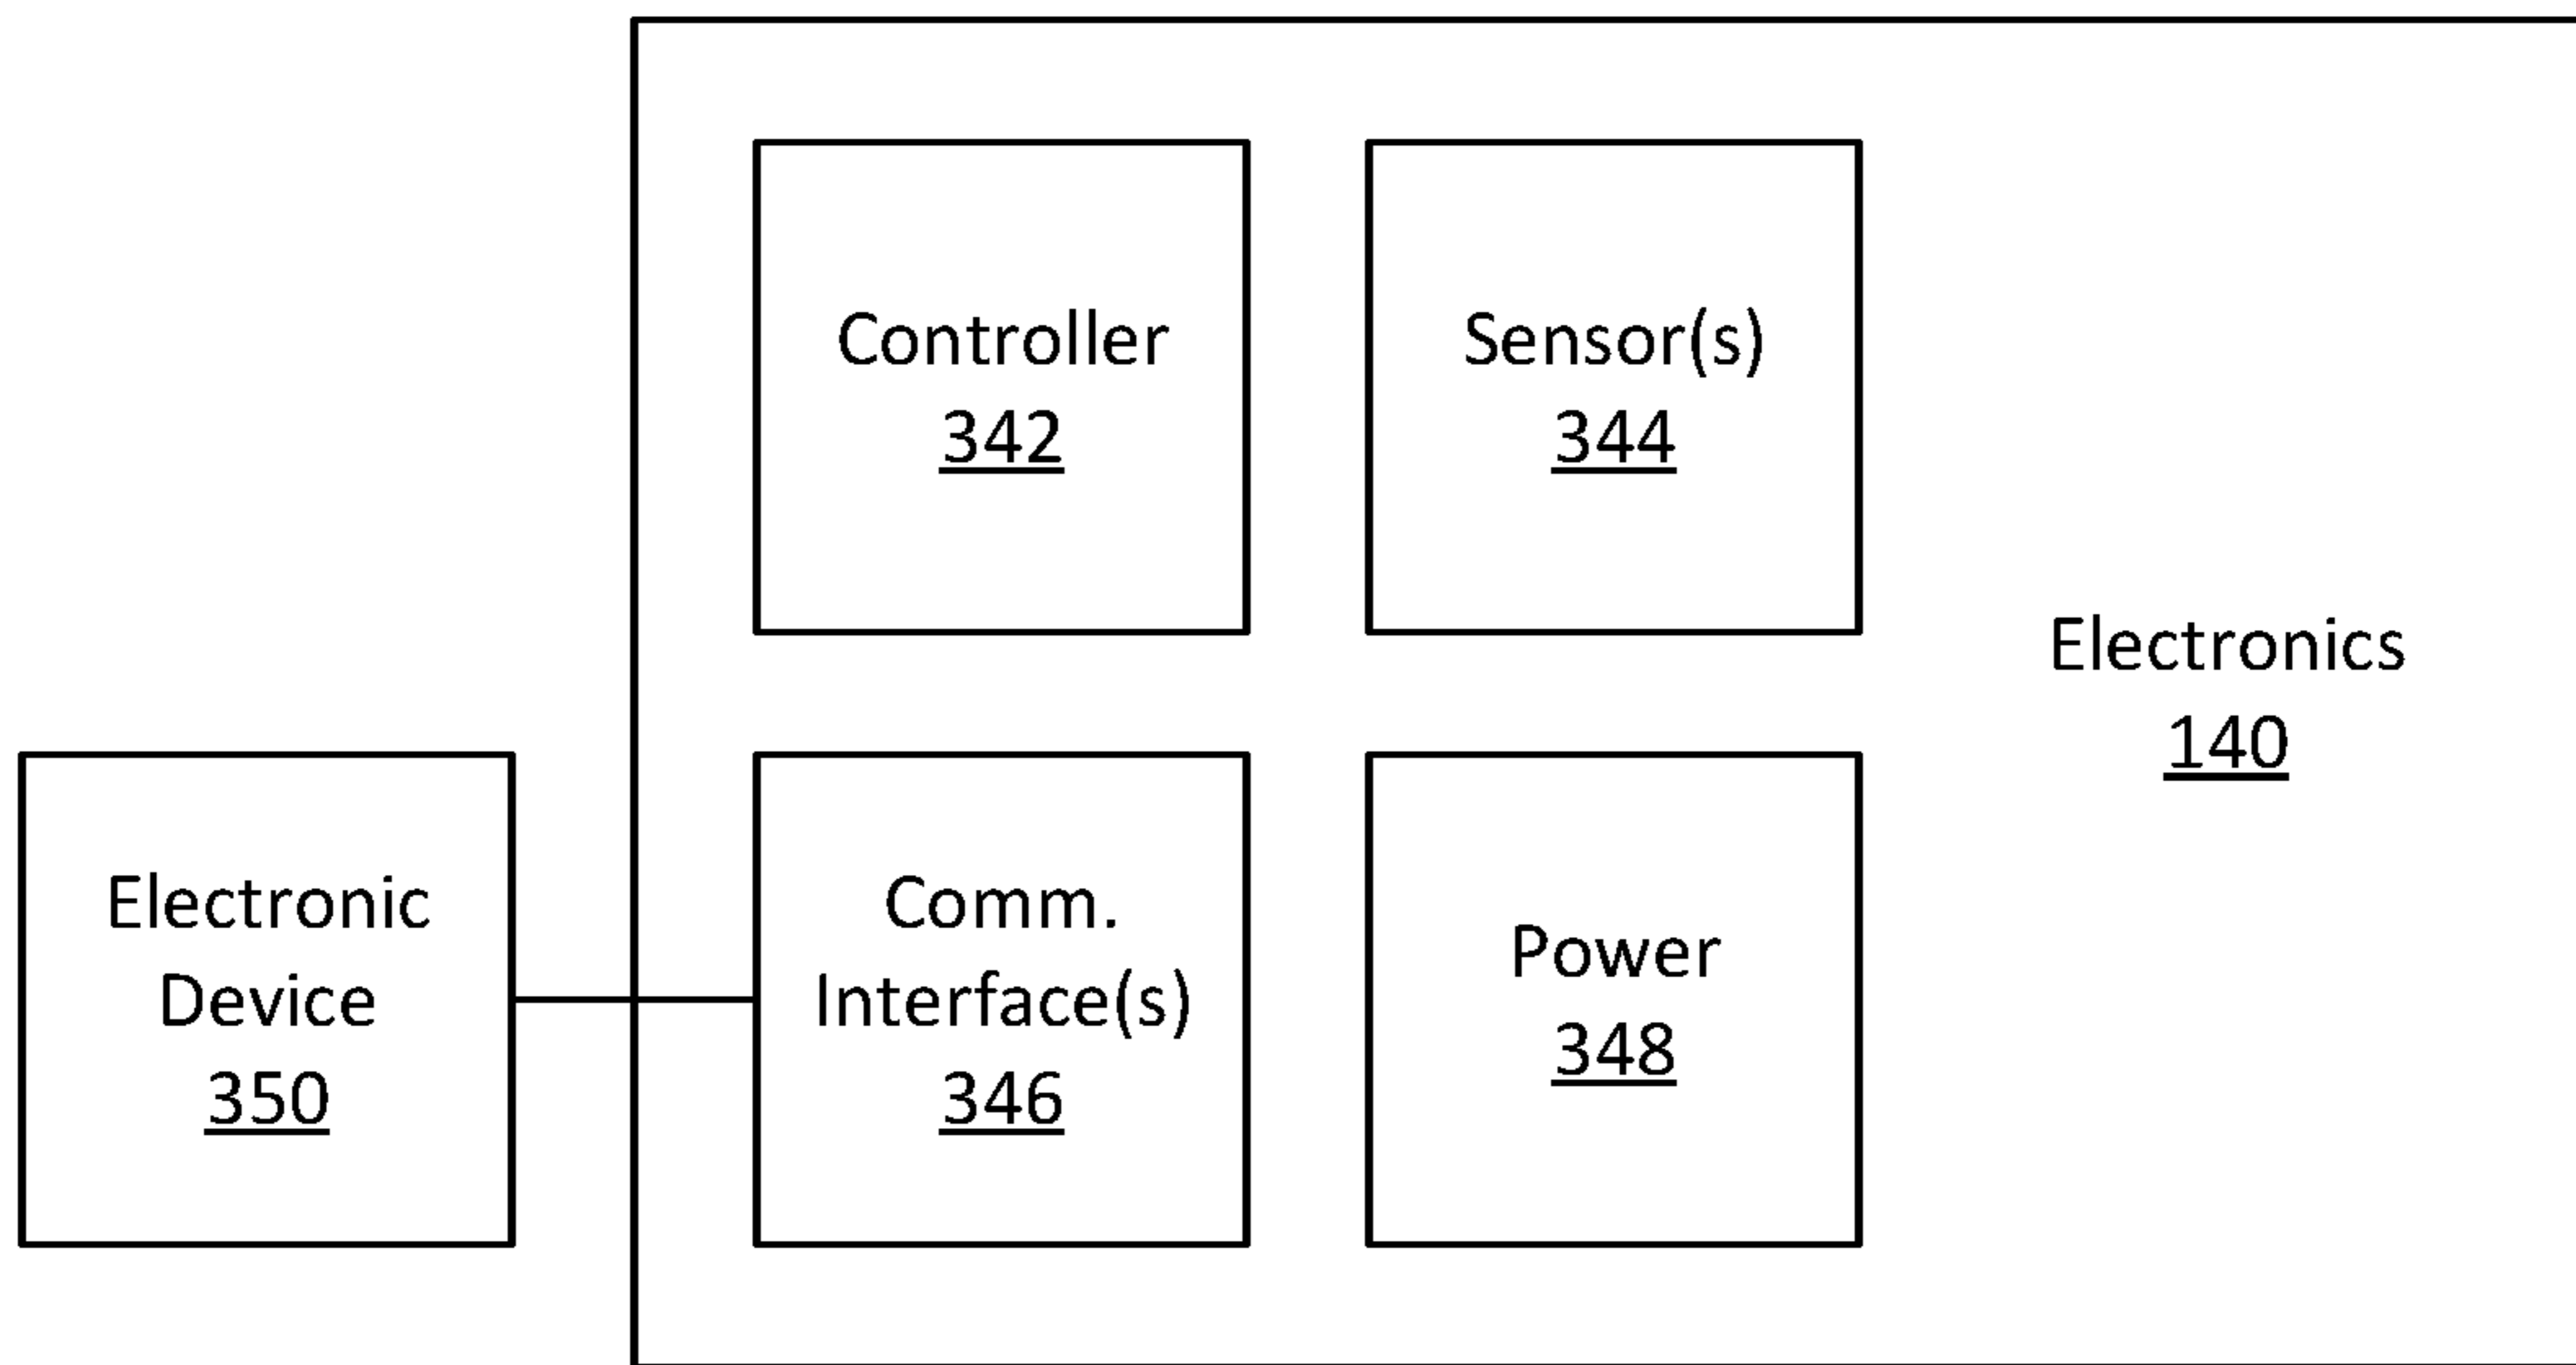 Controller
342
Sensor(s)
344
Electronics
140
Electronic
Device
350
Comm.
Interface(s)
346
Power
348